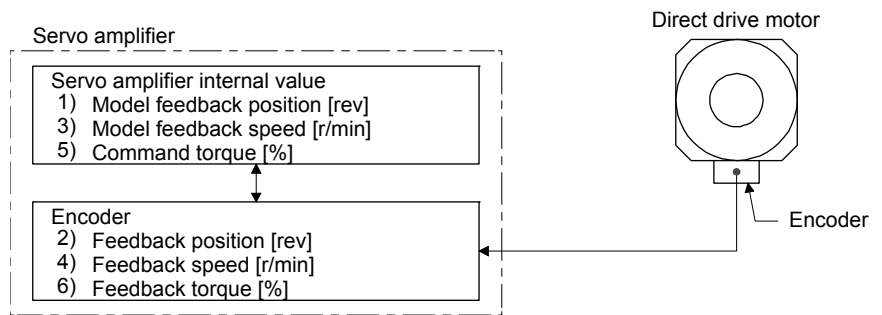 Direct drive motor
Servo amplifier
Servo amplifier internal value
1) Model feedback position [rev]
3) Model feedback speed [r/min]
5) Command torque [%]
Encoder
2) Feedback position [rev]
4) Feedback speed [r/min]
6) Feedback torque [%]
Encoder